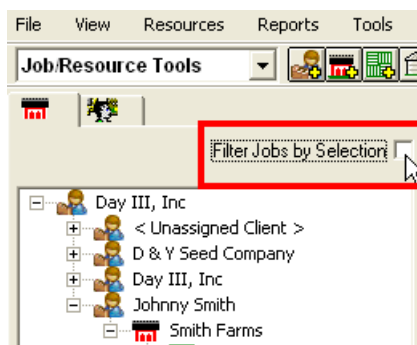 File View Resources Reports Tools
Job/Resource Tools
Filter Jobs by Selection
Day III, Inc
< Unassigned Client >
D & Y Seed Company
Day III, Inc
Johnny Smith
Smith Farms